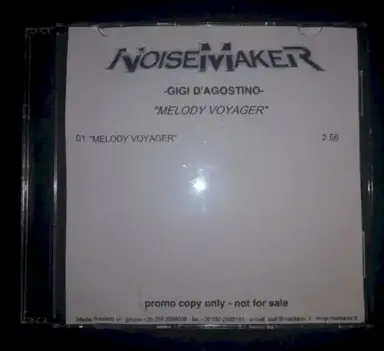 NOISEMAKER
-GIGI D'AGOSTINO-
"MELODY VOYAGER"
01 "MELODY VOYAGER" 2.56
promo copy only - not for sale